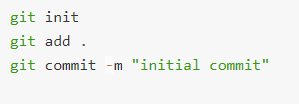 git init
git add .
git commit -m "initial commit"